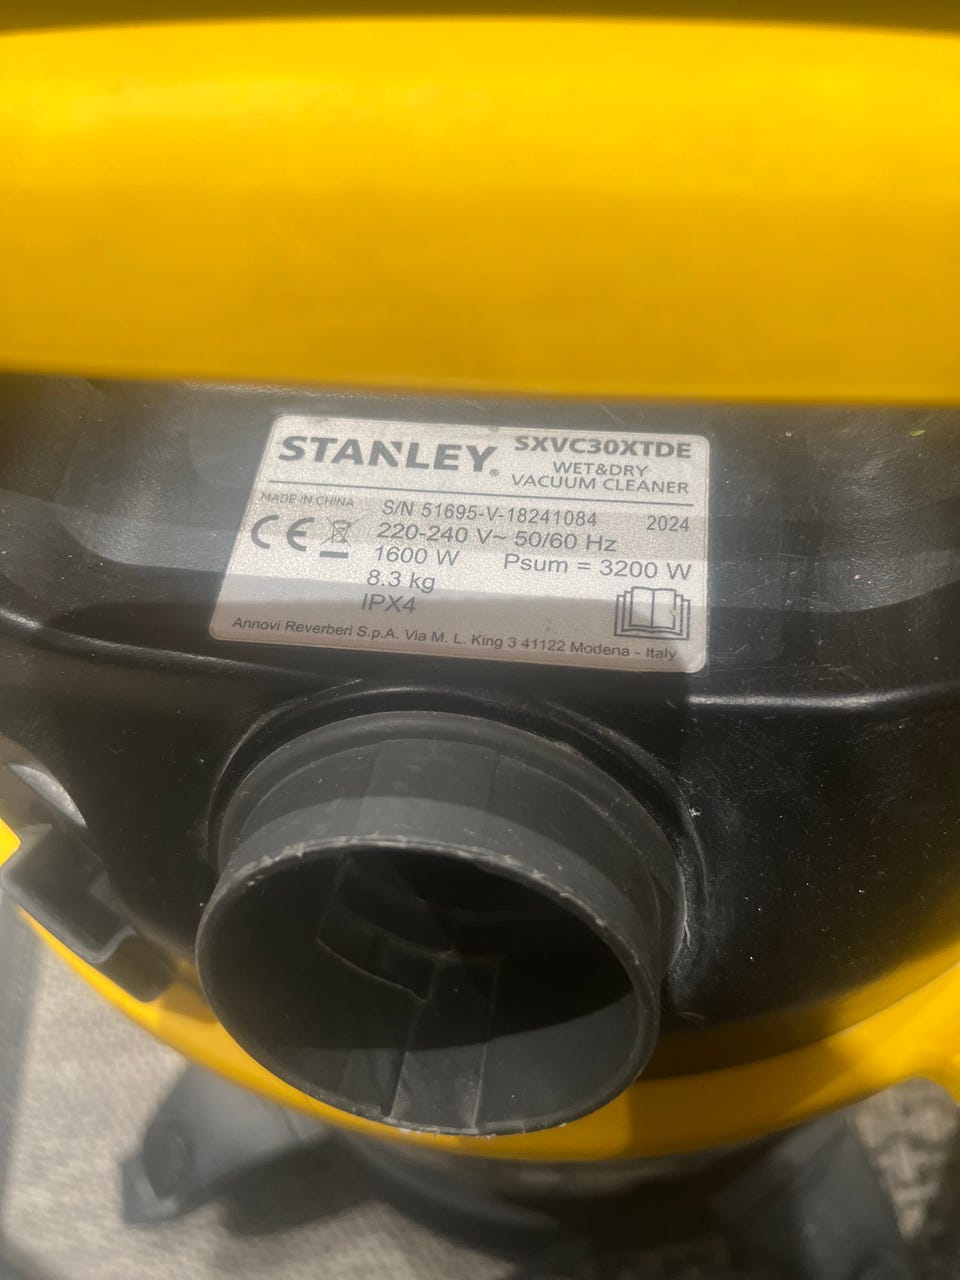 STANLEY® SXVC30XTDE
WET&DRY
VACUUM CLEANER
MADE IN CHINA S/N 51695-V-18241084 2024
CE 220-240 V~ 50/60 Hz
1600 W Psum = 3200 W
8.3 kg
IPX4
Annovi Reverberi S.p.A. Via M. L. King 3 41122 Modena - Italy